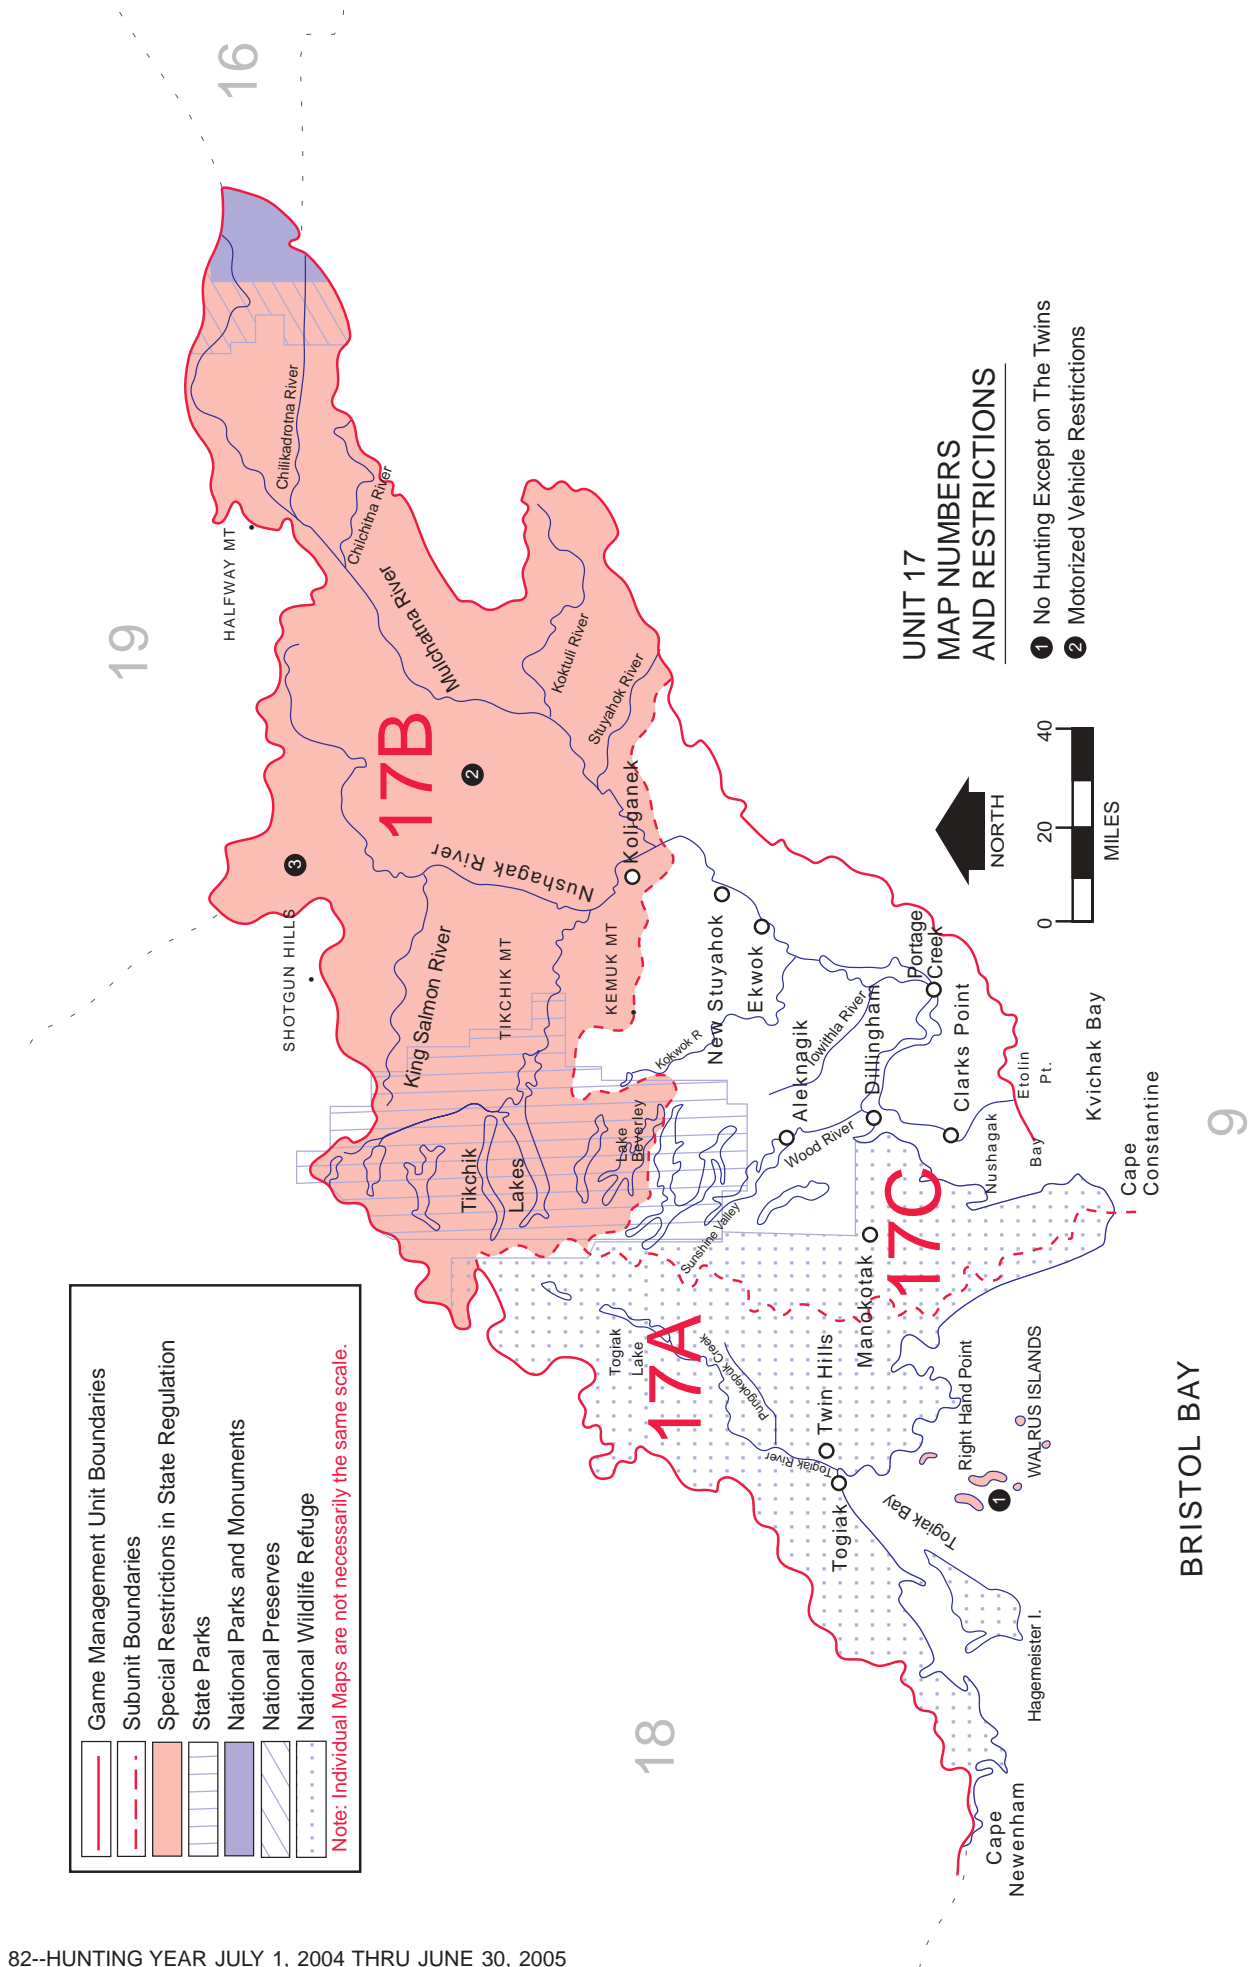 16
19
18
9
HALFWAY MT
Chilikadrotna River
Chilchitna River
Mulchatna River
Koktuli River
Stuyahok River
17B
2
3
SHOTGUN HILLS
Nushagak River
Koliganek
King Salmon River
TIKCHIK MT
KEMUK MT
Tikchik
Lakes
Lake
Beverley
Kokwok R
New Stuyahok
Ekwok
Iowithla River
Portage
Creek
Aleknagik
Wood River
Dillingham
Clarks Point
Etolin
Pt.
Nushagak
Bay
Kvichak Bay
Cape
Constantine
Sunshine Valley
17C
Manokotak
17A
Togiak
Lake
Pungokepuk Creek
Togiak River
Twin Hills
Togiak
Togiak Bay
Right Hand Point
WALRUS ISLANDS
1
Hagemeister I.
Cape
Newenham
BRISTOL BAY
UNIT 17
MAP NUMBERS
AND RESTRICTIONS
1 No Hunting Except on The Twins
2 Motorized Vehicle Restrictions
NORTH
0 20 40
MILES
Game Management Unit Boundaries
Subunit Boundaries
Special Restrictions in State Regulation
State Parks
National Parks and Monuments
National Preserves
National Wildlife Refuge
Note: Individual Maps are not necessarily the same scale.
82--HUNTING YEAR JULY 1, 2004 THRU JUNE 30, 2005